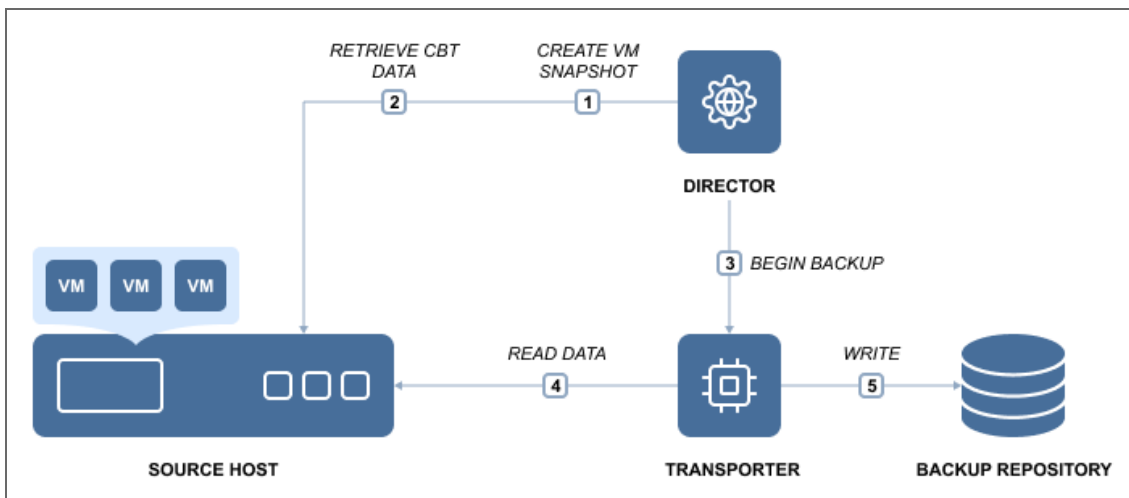 RETRIEVE CBT
DATA
CREATE VM
SNAPSHOT
2
1
DIRECTOR
3 BEGIN BACKUP
VM VM VM
READ DATA
WRITE
4
5
SOURCE HOST
TRANSPORTER
BACKUP REPOSITORY